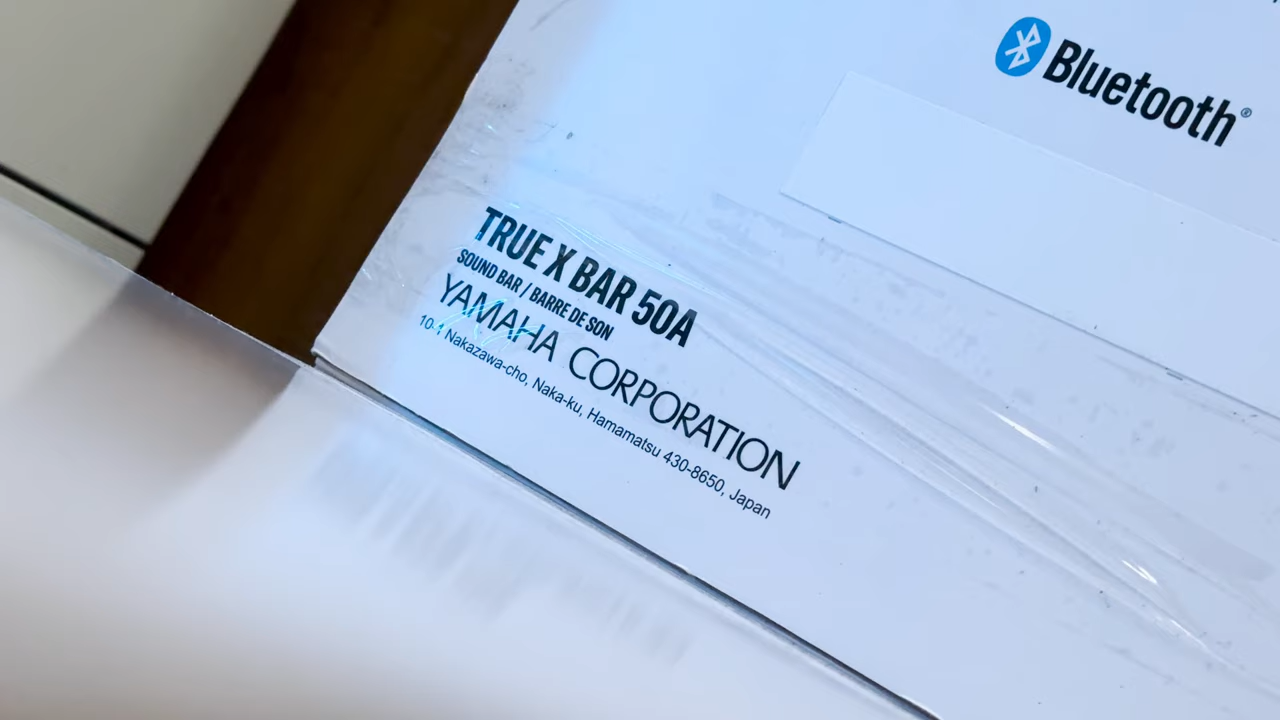 Bluetooth®
TRUE X BAR 50A
SOUND BAR / BARRE DE SON
YAMAHA CORPORATION
10-1 Nakazawa-cho, Naka-ku, Hamamatsu 430-8650, Japan